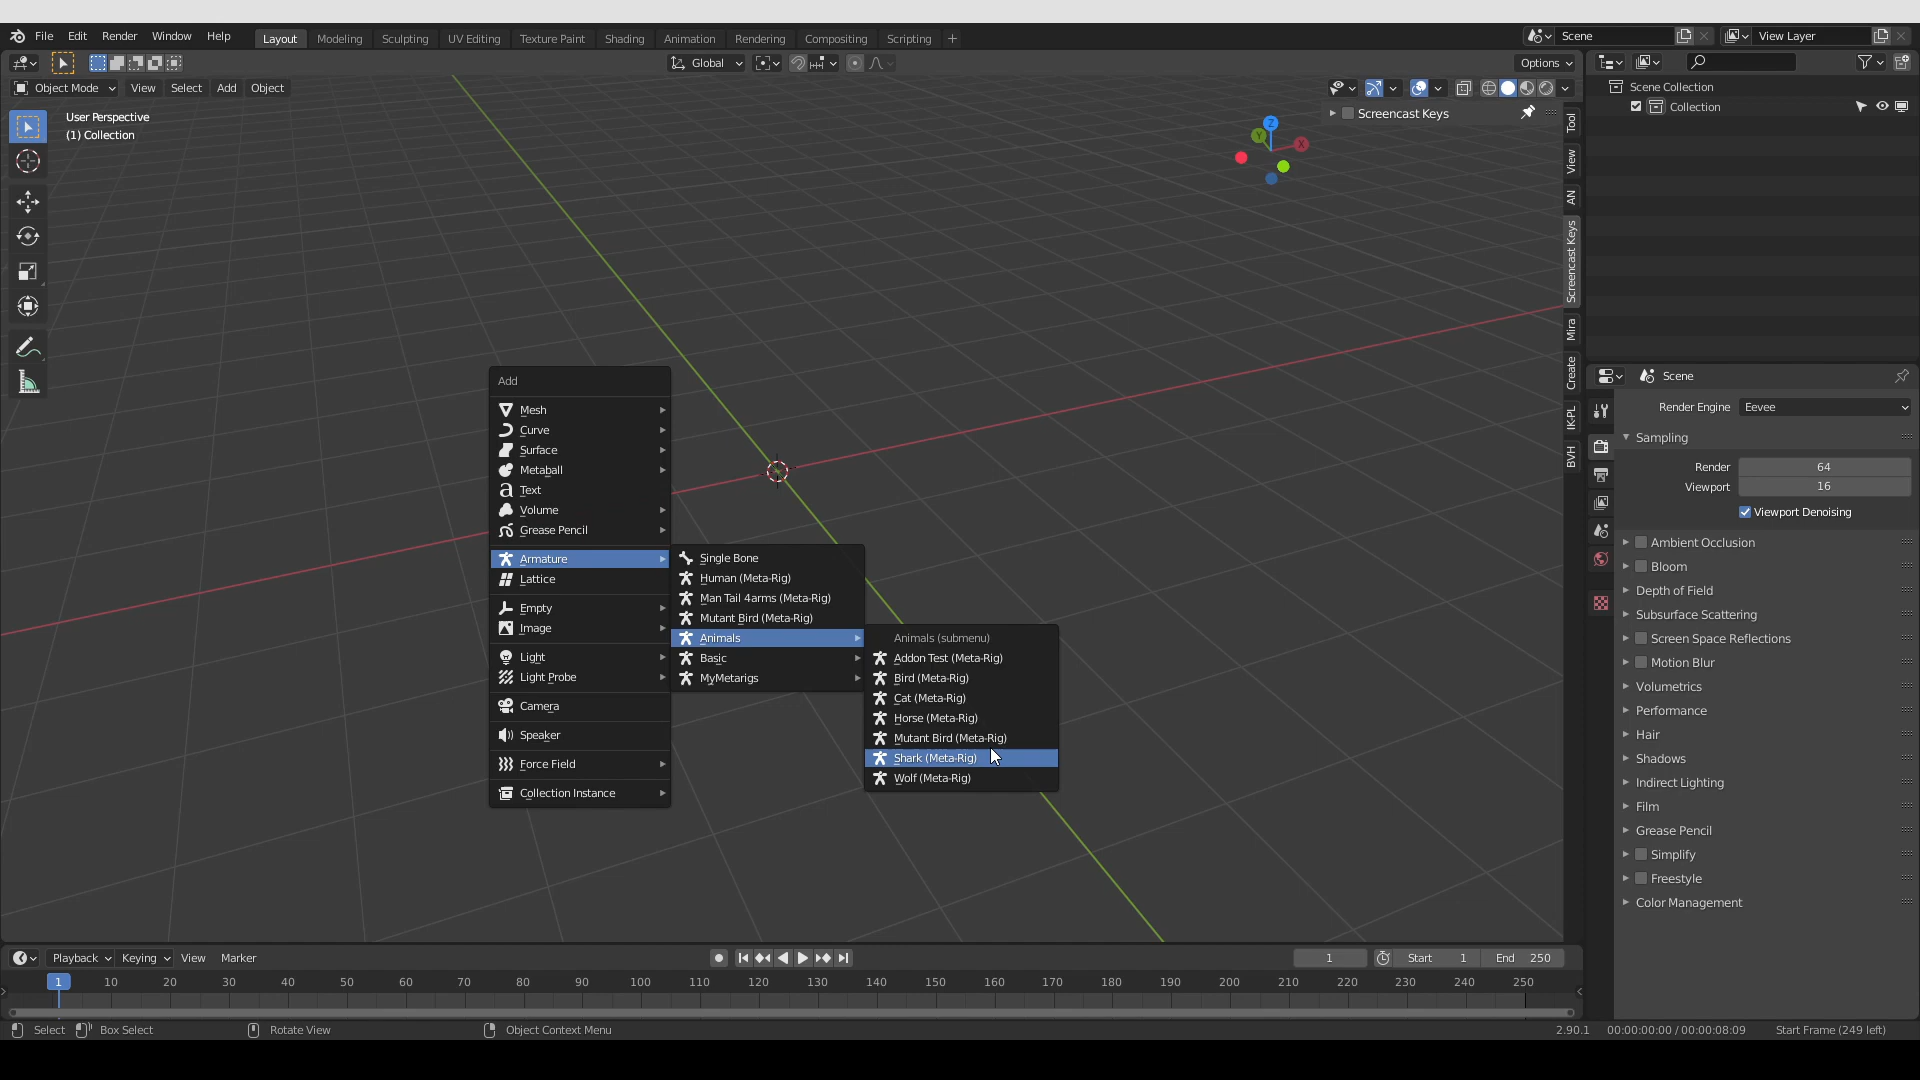 File Edit Render Window Help Layout Modeling Sculpting UV Editing Texture Paint Shading Animation Rendering Compositing Scripting + Scene View Layer
Global Options
Object Mode View Select Add Object
User Perspective
(1) Collection
Screencast Keys
Z
Y
X
Tool
View
AN
Screencast Keys
Mira
Create
IK-PL
BVH
Scene Collection
Collection
Add
Mesh
Curve
Surface
Metaball
Text
Volume
Grease Pencil
Armature
Lattice
Empty
Image
Light
Light Probe
Camera
Speaker
Force Field
Collection Instance
Single Bone
Human (Meta-Rig)
Man Tail 4arms (Meta-Rig)
Mutant Bird (Meta-Rig)
Animals
Basic
MyMetarigs
Animals (submenu)
Addon Test (Meta-Rig)
Bird (Meta-Rig)
Cat (Meta-Rig)
Horse (Meta-Rig)
Mutant Bird (Meta-Rig)
Shark (Meta-Rig)
Wolf (Meta-Rig)
Scene
Render Engine Eevee
Sampling
Render 64
Viewport 16
Viewport Denoising
Ambient Occlusion
Bloom
Depth of Field
Subsurface Scattering
Screen Space Reflections
Motion Blur
Volumetrics
Performance
Hair
Shadows
Indirect Lighting
Film
Grease Pencil
Simplify
Freestyle
Color Management
Playback Keying View Marker 1 Start 1 End 250
1 10 20 30 40 50 60 70 80 90 100 110 120 130 140 150 160 170 180 190 200 210 220 230 240 250
Select Box Select Rotate View Object Context Menu 2.90.1 00:00:00:00 / 00:00:08:09 Start Frame (249 left)